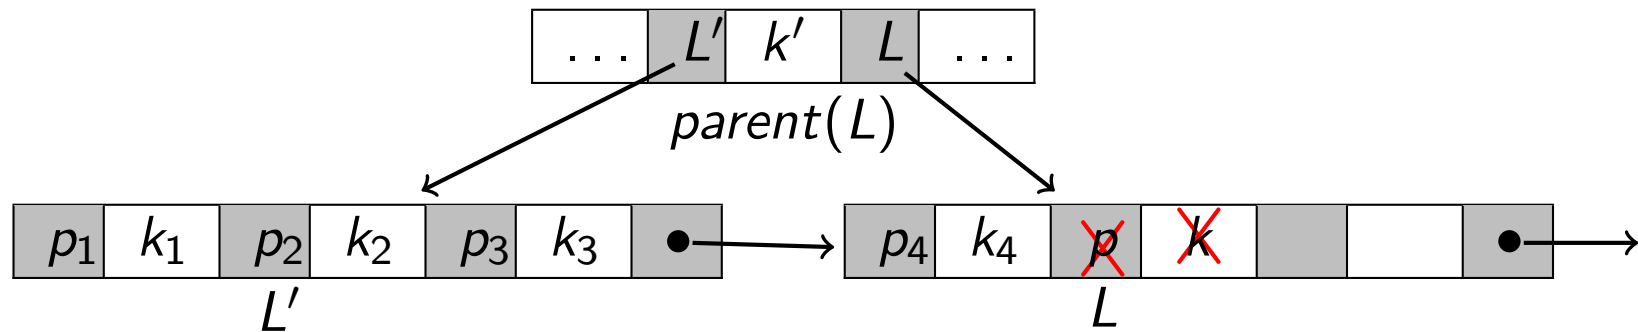 ... L′ k′ L ...
parent(L)
p₁ k₁ p₂ k₂ p₃ k₃ p₄ k₄ p k
L′ L